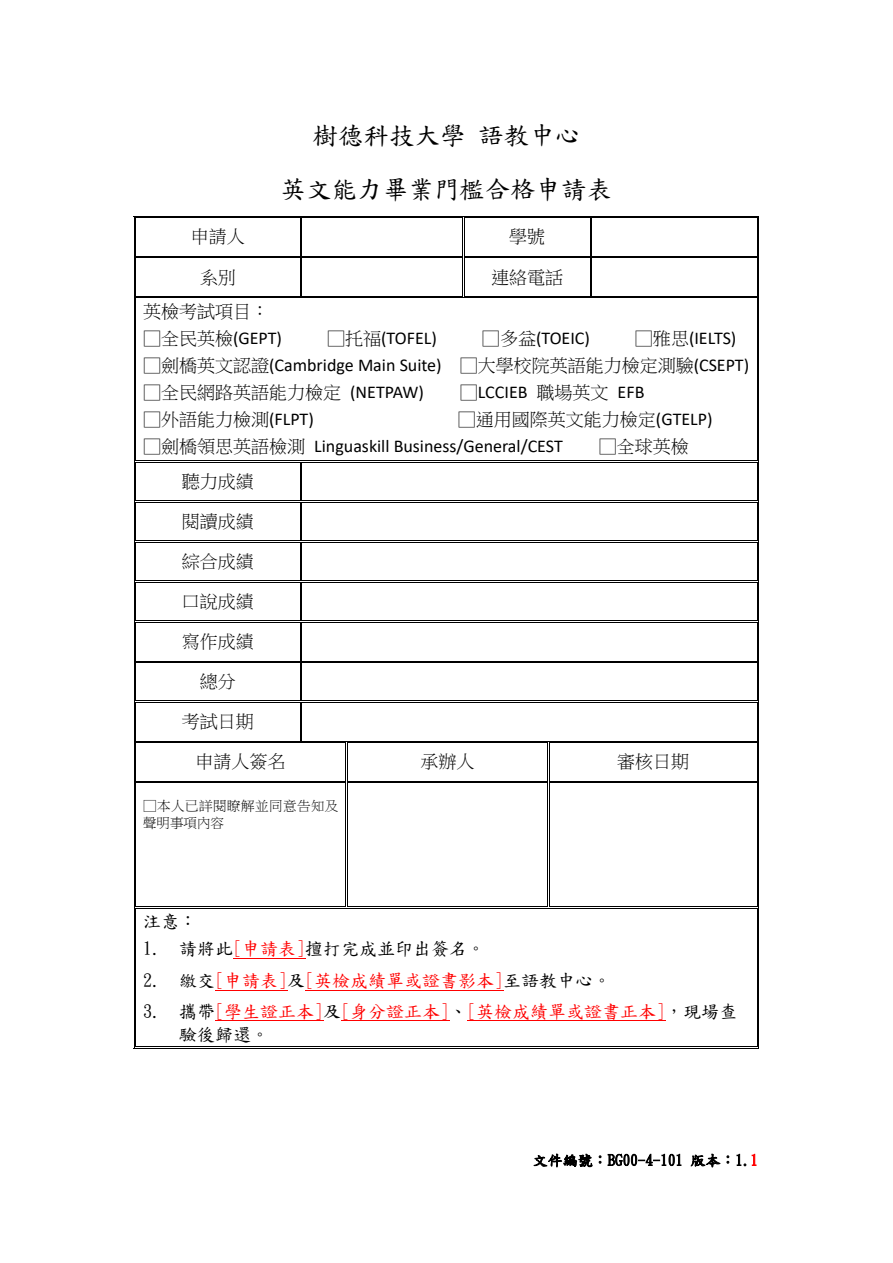 樹德科技大學 語教中心
英文能力畢業門檻合格申請表
申請人 學號
系別 連絡電話
英檢考試項目：
□全民英檢(GEPT) □托福(TOFEL) □多益(TOEIC) □雅思(IELTS)
□劍橋英文認證(Cambridge Main Suite) □大學校院英語能力檢定測驗(CSEPT)
□全民網路英語能力檢定 (NETPAW) □LCCIEB 職場英文 EFB
□外語能力檢測(FLPT) □通用國際英文能力檢定(GTELP)
□劍橋領思英語檢測 Linguaskill Business/General/CEST □全球英檢
聽力成績
閱讀成績
綜合成績
口說成績
寫作成績
總分
考試日期
申請人簽名 承辦人 審核日期
□本人已詳閱瞭解並同意告知及
聲明事項內容
注意：
1. 請將此[申請表]擅打完成並印出簽名。
2. 繳交[申請表]及[英檢成績單或證書影本]至語教中心。
3. 攜帶[學生證正本]及[身分證正本]、[英檢成績單或證書正本]，現場查
驗後歸還。
文件編號：BG00-4-101 版本：1.1